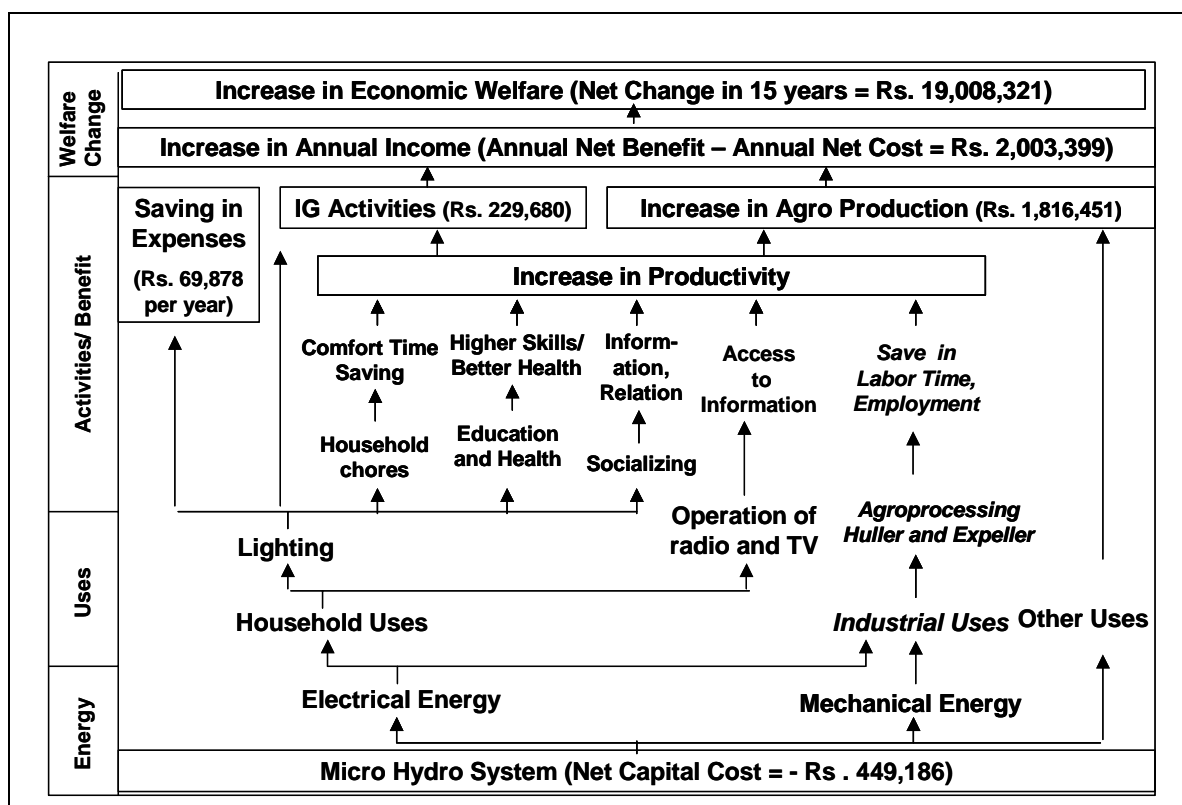 Welfare
Change
Increase in Economic Welfare (Net Change in 15 years = Rs. 19,008,321)
Increase in Annual Income (Annual Net Benefit – Annual Net Cost = Rs. 2,003,399)
Activities/ Benefit
Saving in
Expenses
(Rs. 69,878
per year)
IG Activities (Rs. 229,680)
Increase in Agro Production (Rs. 1,816,451)
Increase in Productivity
Comfort Time
Saving
Higher Skills/
Better Health
Inform-
ation,
Relation
Access
to
Information
Save in
Labor Time,
Employment
Household
chores
Education
and Health
Socializing
Uses
Lighting
Operation of
radio and TV
Agroprocessing
Huller and Expeller
Household Uses
Industrial Uses
Other Uses
Energy
Electrical Energy
Mechanical Energy
Micro Hydro System (Net Capital Cost = - Rs . 449,186)